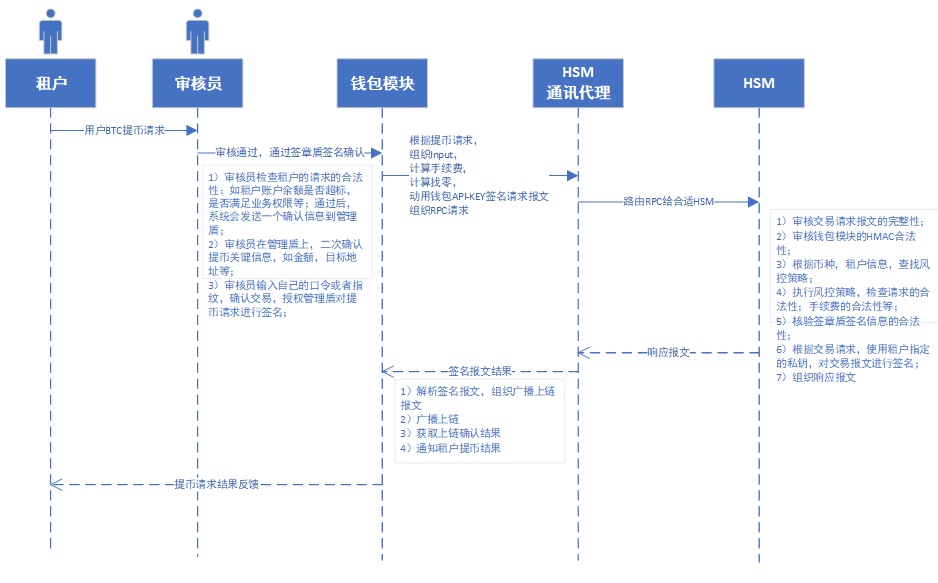 租户
审核员
钱包模块
HSM
通讯代理
HSM
用户BTC提币请求
审核通过，通过签章盾签名确认
1）审核员检查租户的请求的合法
性：如租户账户余额是否超标，
是否满足业务权限等；通过后，
系统会发送一个确认信息到管理
盾；
2）审核员在管理盾上，二次确认
提币关键信息，如金额，目标地
址等；
3）审核员输入自己的口令或者指
纹，确认交易，授权管理盾对提
币请求进行签名；
根据提币请求，
组织Input，
计算手续费，
计算找零，
动用钱包API-KEY签名请求报文
组织RPC请求
路由RPC给合适HSM
1）审核交易请求报文的完整性；
2）审核钱包模块的HMAC合法
性；
3）根据币种，租户信息，查找风
控策略；
4）执行风控策略，检查请求的合
法性；手续费的合法性等；
5）核验签章盾签名信息的合法
性；
6）根据交易请求，使用租户指定
的私钥，对交易报文进行签名；
7）组织响应报文
响应报文
签名报文结果
1）解析签名报文，组织广播上链
报文
2）广播上链
3）获取上链确认结果
4）通知租户提币结果
提币请求结果反馈